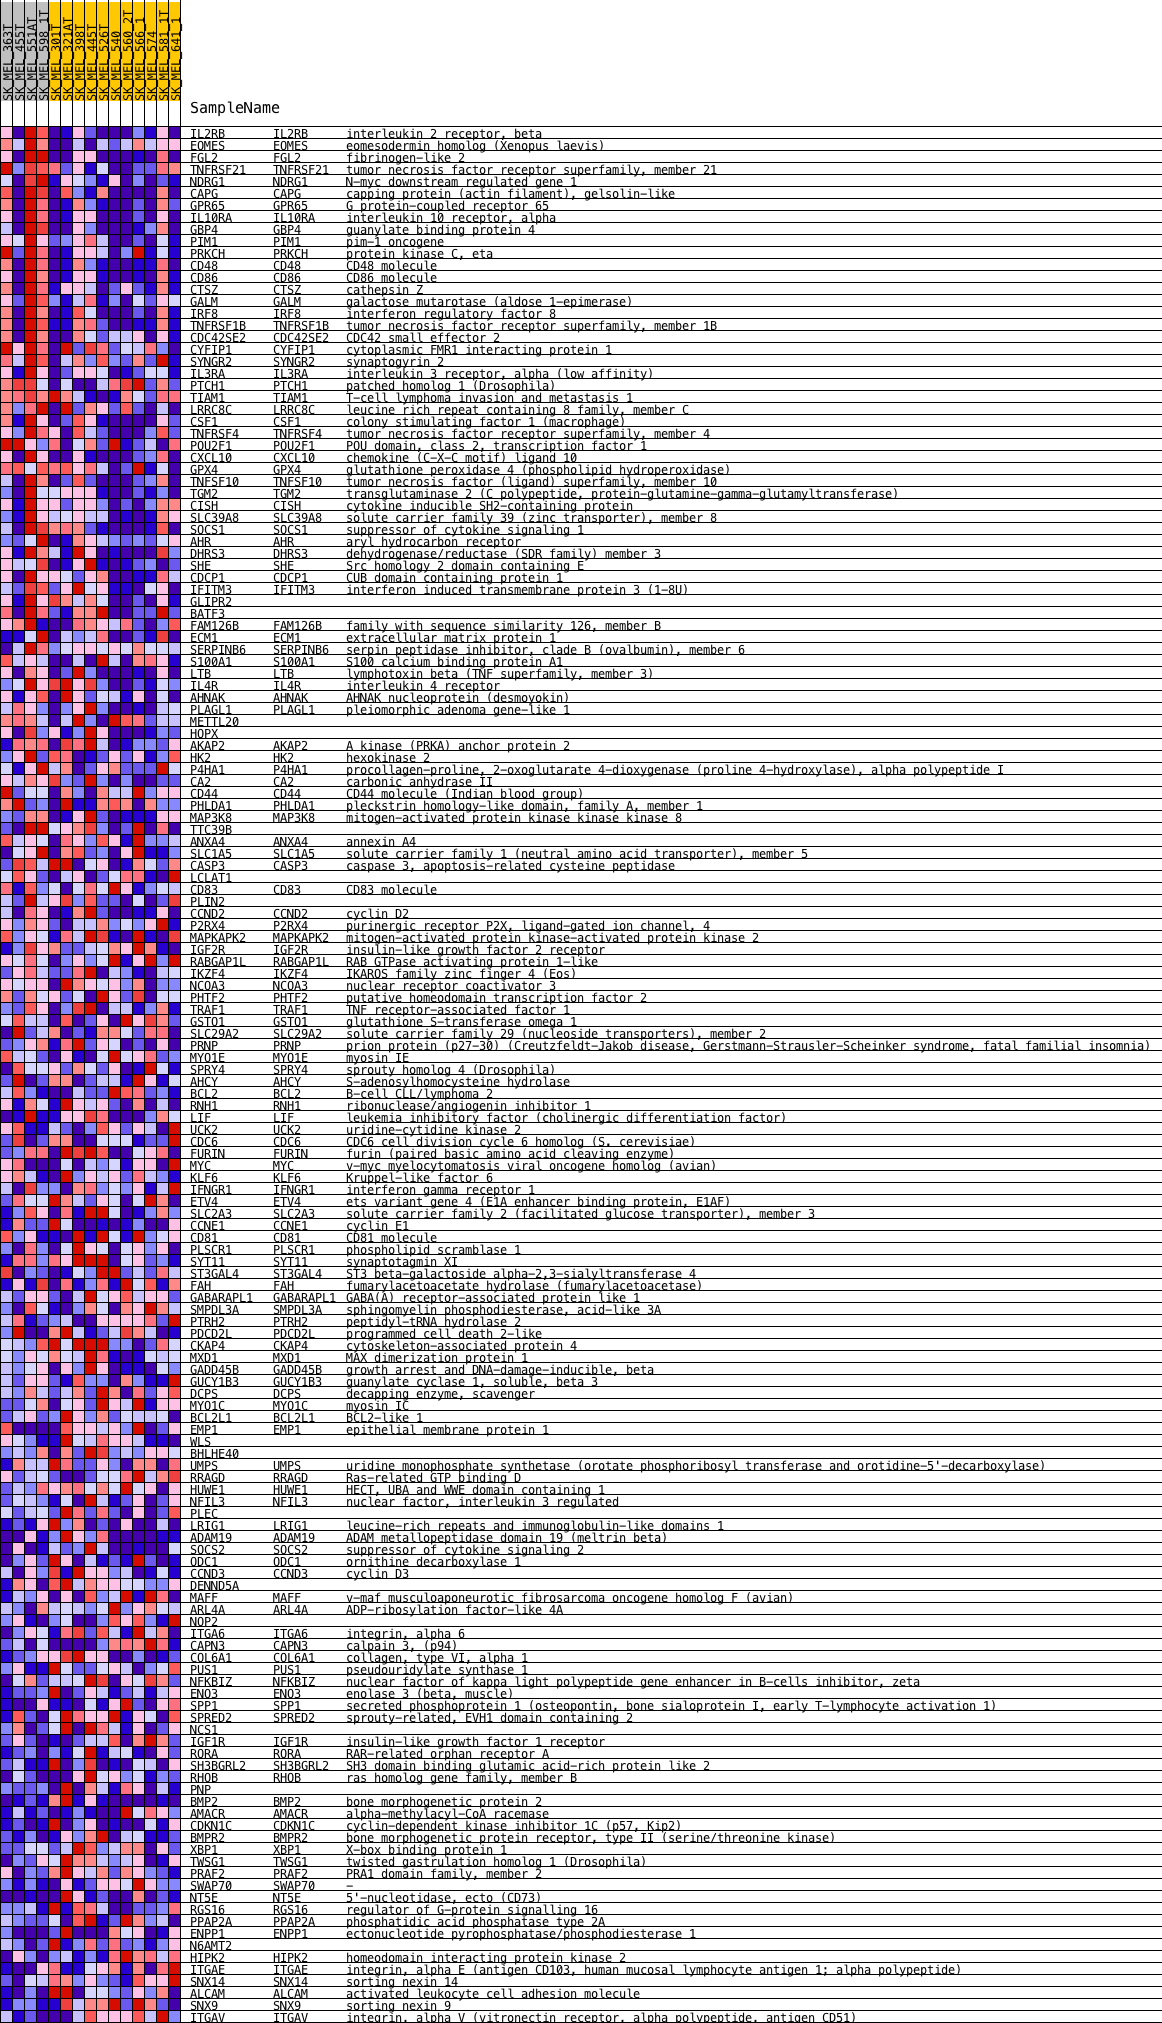 SK_MEL_363T
SK_MEL_455T
SK_MEL_551AT
SK_MEL_598_1T
SK_MEL_301T
SK_MEL_321AT
SK_MEL_398T
SK_MEL_445T
SK_MEL_526T
SK_MEL_540
SK_MEL_560_2T
SK_MEL_566_1
SK_MEL_574
SK_MEL_581_1T
SK_MEL_641_1
SampleName
IL2RB IL2RB interleukin 2 receptor, beta
EOMES EOMES eomesodermin homolog (Xenopus laevis)
FGL2 FGL2 fibrinogen-like 2
TNFRSF21 TNFRSF21 tumor necrosis factor receptor superfamily, member 21
NDRG1 NDRG1 N-myc downstream regulated gene 1
CAPG CAPG capping protein (actin filament), gelsolin-like
GPR65 GPR65 G protein-coupled receptor 65
IL10RA IL10RA interleukin 10 receptor, alpha
GBP4 GBP4 guanylate binding protein 4
PIM1 PIM1 pim-1 oncogene
PRKCH PRKCH protein kinase C, eta
CD48 CD48 CD48 molecule
CD86 CD86 CD86 molecule
CTSZ CTSZ cathepsin Z
GALM GALM galactose mutarotase (aldose 1-epimerase)
IRF8 IRF8 interferon regulatory factor 8
TNFRSF1B TNFRSF1B tumor necrosis factor receptor superfamily, member 1B
CDC42SE2 CDC42SE2 CDC42 small effector 2
CYFIP1 CYFIP1 cytoplasmic FMR1 interacting protein 1
SYNGR2 SYNGR2 synaptogyrin 2
IL3RA IL3RA interleukin 3 receptor, alpha (low affinity)
PTCH1 PTCH1 patched homolog 1 (Drosophila)
TIAM1 TIAM1 T-cell lymphoma invasion and metastasis 1
LRRC8C LRRC8C leucine rich repeat containing 8 family, member C
CSF1 CSF1 colony stimulating factor 1 (macrophage)
TNFRSF4 TNFRSF4 tumor necrosis factor receptor superfamily, member 4
POU2F1 POU2F1 POU domain, class 2, transcription factor 1
CXCL10 CXCL10 chemokine (C-X-C motif) ligand 10
GPX4 GPX4 glutathione peroxidase 4 (phospholipid hydroperoxidase)
TNFSF10 TNFSF10 tumor necrosis factor (ligand) superfamily, member 10
TGM2 TGM2 transglutaminase 2 (C polypeptide, protein-glutamine-gamma-glutamyltransferase)
CISH CISH cytokine inducible SH2-containing protein
SLC39A8 SLC39A8 solute carrier family 39 (zinc transporter), member 8
SOCS1 SOCS1 suppressor of cytokine signaling 1
AHR AHR aryl hydrocarbon receptor
DHRS3 DHRS3 dehydrogenase/reductase (SDR family) member 3
SHE SHE Src homology 2 domain containing E
CDCP1 CDCP1 CUB domain containing protein 1
IFITM3 IFITM3 interferon induced transmembrane protein 3 (1-8U)
GLIPR2
BATF3
FAM126B FAM126B family with sequence similarity 126, member B
ECM1 ECM1 extracellular matrix protein 1
SERPINB6 SERPINB6 serpin peptidase inhibitor, clade B (ovalbumin), member 6
S100A1 S100A1 S100 calcium binding protein A1
LTB LTB lymphotoxin beta (TNF superfamily, member 3)
IL4R IL4R interleukin 4 receptor
AHNAK AHNAK AHNAK nucleoprotein (desmoyokin)
PLAGL1 PLAGL1 pleiomorphic adenoma gene-like 1
METTL20
HOPX
AKAP2 AKAP2 A kinase (PRKA) anchor protein 2
HK2 HK2 hexokinase 2
P4HA1 P4HA1 procollagen-proline, 2-oxoglutarate 4-dioxygenase (proline 4-hydroxylase), alpha polypeptide I
CA2 CA2 carbonic anhydrase II
CD44 CD44 CD44 molecule (Indian blood group)
PHLDA1 PHLDA1 pleckstrin homology-like domain, family A, member 1
MAP3K8 MAP3K8 mitogen-activated protein kinase kinase kinase 8
TTC39B
ANXA4 ANXA4 annexin A4
SLC1A5 SLC1A5 solute carrier family 1 (neutral amino acid transporter), member 5
CASP3 CASP3 caspase 3, apoptosis-related cysteine peptidase
LCLAT1
CD83 CD83 CD83 molecule
PLIN2
CCND2 CCND2 cyclin D2
P2RX4 P2RX4 purinergic receptor P2X, ligand-gated ion channel, 4
MAPKAPK2 MAPKAPK2 mitogen-activated protein kinase-activated protein kinase 2
IGF2R IGF2R insulin-like growth factor 2 receptor
RABGAP1L RABGAP1L RAB GTPase activating protein 1-like
IKZF4 IKZF4 IKAROS family zinc finger 4 (Eos)
NCOA3 NCOA3 nuclear receptor coactivator 3
PHTF2 PHTF2 putative homeodomain transcription factor 2
TRAF1 TRAF1 TNF receptor-associated factor 1
GSTO1 GSTO1 glutathione S-transferase omega 1
SLC29A2 SLC29A2 solute carrier family 29 (nucleoside transporters), member 2
PRNP PRNP prion protein (p27-30) (Creutzfeldt-Jakob disease, Gerstmann-Strausler-Scheinker syndrome, fatal familial insomnia)
MYO1E MYO1E myosin IE
SPRY4 SPRY4 sprouty homolog 4 (Drosophila)
AHCY AHCY S-adenosylhomocysteine hydrolase
BCL2 BCL2 B-cell CLL/lymphoma 2
RNH1 RNH1 ribonuclease/angiogenin inhibitor 1
LIF LIF leukemia inhibitory factor (cholinergic differentiation factor)
UCK2 UCK2 uridine-cytidine kinase 2
CDC6 CDC6 CDC6 cell division cycle 6 homolog (S. cerevisiae)
FURIN FURIN furin (paired basic amino acid cleaving enzyme)
MYC MYC v-myc myelocytomatosis viral oncogene homolog (avian)
KLF6 KLF6 Kruppel-like factor 6
IFNGR1 IFNGR1 interferon gamma receptor 1
ETV4 ETV4 ets variant gene 4 (E1A enhancer binding protein, E1AF)
SLC2A3 SLC2A3 solute carrier family 2 (facilitated glucose transporter), member 3
CCNE1 CCNE1 cyclin E1
CD81 CD81 CD81 molecule
PLSCR1 PLSCR1 phospholipid scramblase 1
SYT11 SYT11 synaptotagmin XI
ST3GAL4 ST3GAL4 ST3 beta-galactoside alpha-2,3-sialyltransferase 4
FAH FAH fumarylacetoacetate hydrolase (fumarylacetoacetase)
GABARAPL1 GABARAPL1 GABA(A) receptor-associated protein like 1
SMPDL3A SMPDL3A sphingomyelin phosphodiesterase, acid-like 3A
PTRH2 PTRH2 peptidyl-tRNA hydrolase 2
PDCD2L PDCD2L programmed cell death 2-like
CKAP4 CKAP4 cytoskeleton-associated protein 4
MXD1 MXD1 MAX dimerization protein 1
GADD45B GADD45B growth arrest and DNA-damage-inducible, beta
GUCY1B3 GUCY1B3 guanylate cyclase 1, soluble, beta 3
DCPS DCPS decapping enzyme, scavenger
MYO1C MYO1C myosin IC
BCL2L1 BCL2L1 BCL2-like 1
EMP1 EMP1 epithelial membrane protein 1
WLS
BHLHE40
UMPS UMPS uridine monophosphate synthetase (orotate phosphoribosyl transferase and orotidine-5'-decarboxylase)
RRAGD RRAGD Ras-related GTP binding D
HUWE1 HUWE1 HECT, UBA and WWE domain containing 1
NFIL3 NFIL3 nuclear factor, interleukin 3 regulated
PLEC
LRIG1 LRIG1 leucine-rich repeats and immunoglobulin-like domains 1
ADAM19 ADAM19 ADAM metallopeptidase domain 19 (meltrin beta)
SOCS2 SOCS2 suppressor of cytokine signaling 2
ODC1 ODC1 ornithine decarboxylase 1
CCND3 CCND3 cyclin D3
DENND5A
MAFF MAFF v-maf musculoaponeurotic fibrosarcoma oncogene homolog F (avian)
ARL4A ARL4A ADP-ribosylation factor-like 4A
NOP2
ITGA6 ITGA6 integrin, alpha 6
CAPN3 CAPN3 calpain 3, (p94)
COL6A1 COL6A1 collagen, type VI, alpha 1
PUS1 PUS1 pseudouridylate synthase 1
NFKBIZ NFKBIZ nuclear factor of kappa light polypeptide gene enhancer in B-cells inhibitor, zeta
ENO3 ENO3 enolase 3 (beta, muscle)
SPP1 SPP1 secreted phosphoprotein 1 (osteopontin, bone sialoprotein I, early T-lymphocyte activation 1)
SPRED2 SPRED2 sprouty-related, EVH1 domain containing 2
NCS1
IGF1R IGF1R insulin-like growth factor 1 receptor
RORA RORA RAR-related orphan receptor A
SH3BGRL2 SH3BGRL2 SH3 domain binding glutamic acid-rich protein like 2
RHOB RHOB ras homolog gene family, member B
PNP
BMP2 BMP2 bone morphogenetic protein 2
AMACR AMACR alpha-methylacyl-CoA racemase
CDKN1C CDKN1C cyclin-dependent kinase inhibitor 1C (p57, Kip2)
BMPR2 BMPR2 bone morphogenetic protein receptor, type II (serine/threonine kinase)
XBP1 XBP1 X-box binding protein 1
TWSG1 TWSG1 twisted gastrulation homolog 1 (Drosophila)
PRAF2 PRAF2 PRA1 domain family, member 2
SWAP70 SWAP70 -
NT5E NT5E 5'-nucleotidase, ecto (CD73)
RGS16 RGS16 regulator of G-protein signalling 16
PPAP2A PPAP2A phosphatidic acid phosphatase type 2A
ENPP1 ENPP1 ectonucleotide pyrophosphatase/phosphodiesterase 1
N6AMT2
HIPK2 HIPK2 homeodomain interacting protein kinase 2
ITGAE ITGAE integrin, alpha E (antigen CD103, human mucosal lymphocyte antigen 1; alpha polypeptide)
SNX14 SNX14 sorting nexin 14
ALCAM ALCAM activated leukocyte cell adhesion molecule
SNX9 SNX9 sorting nexin 9
ITGAV ITGAV integrin, alpha V (vitronectin receptor, alpha polypeptide, antigen CD51)